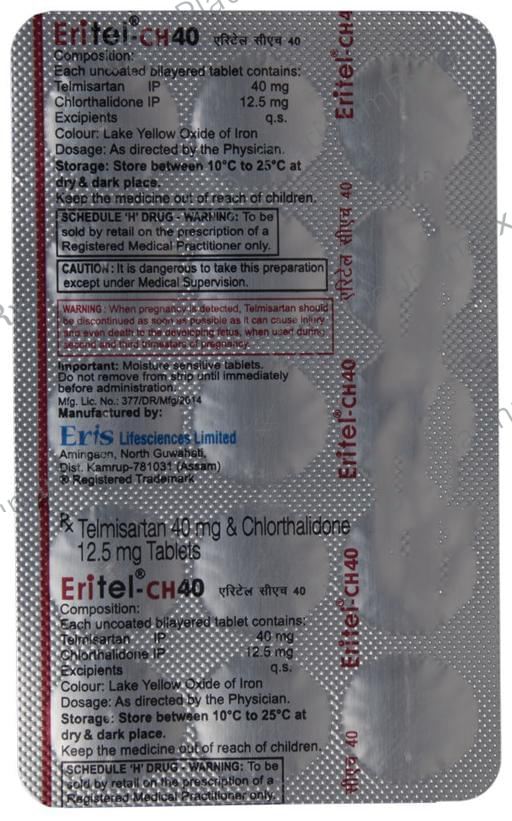 Eritel®-CH40 एरिटेल सीएच 40
Composition:
Each uncoated bilayered tablet contains:
Telmisartan IP 40 mg
Chlorthalidone IP 12.5 mg
Excipients q.s.
Colour: Lake Yellow Oxide of Iron
Dosage: As directed by the Physician.
Storage: Store between 10°C to 25°C at
dry & dark place.
Keep the medicine out of reach of children.
SCHEDULE 'H' DRUG - WARNING: To be
sold by retail on the prescription of a
Registered Medical Practitioner only.
CAUTION: It is dangerous to take this preparation
except under Medical Supervision.
WARNING: When pregnancy is detected, Telmisartan should
be discontinued as soon as possible as it can cause injury
and even death to the developing fetus, when used during
second and third trimesters of pregnancy.
Important: Moisture sensitive tablets.
Do not remove from strip until immediately
before administration.
Mfg. Lic. No.: 377/DR/Mfg/2014
Manufactured by:
Eris Lifesciences Limited
Amingaon, North Guwahati,
Dist. Kamrup-781031 (Assam)
® Registered Trademark
Rx Telmisartan 40 mg & Chlorthalidone
12.5 mg Tablets
Eritel®-CH40 एरिटेल सीएच 40
Composition:
Each uncoated bilayered tablet contains:
Telmisartan IP 40 mg
Chlorthalidone IP 12.5 mg
Excipients q.s.
Colour: Lake Yellow Oxide of Iron
Dosage: As directed by the Physician.
Storage: Store between 10°C to 25°C at
dry & dark place.
Keep the medicine out of reach of children.
SCHEDULE 'H' DRUG - WARNING: To be
sold by retail on the prescription of a
Registered Medical Practitioner only.
Eritel®-CH4
एरिटेल सीएच 40
Eritel®-CH40
Eritel®-CH40
सीएच 40